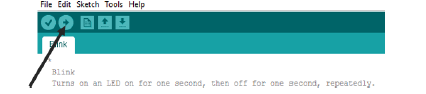 File Edit Sketch Tools Help
Blink
Blink
Turns on an LED on for one second, then off for one second, repeatedly.